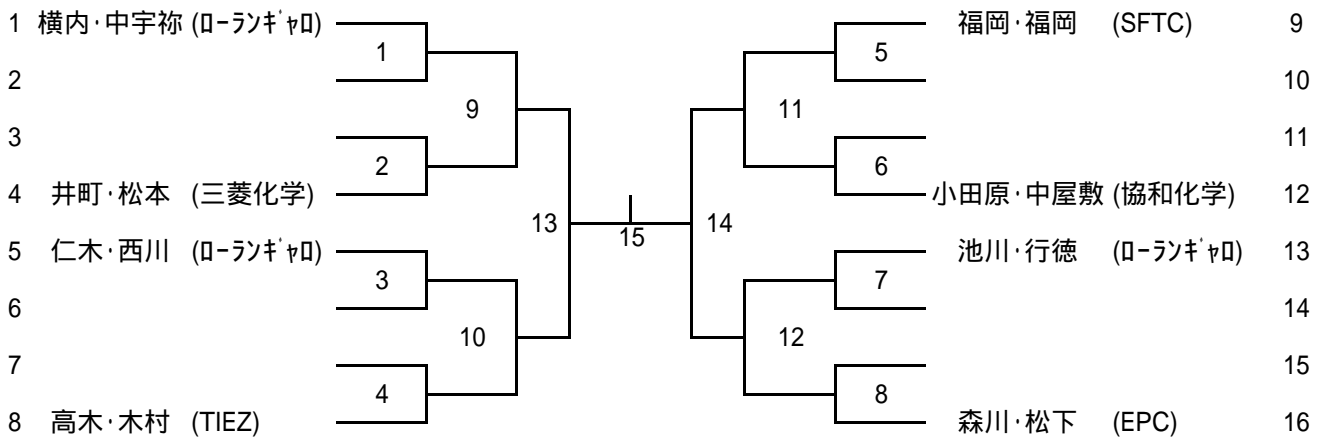 1 横内・中宇祢 (ﾛｰﾗﾝｷﾞｬﾛ) 1 5 福岡・福岡 (SFTC) 9
2 10
9 11
3 11
2 6
4 井町・松本 (三菱化学) 小田原・中屋敷 (協和化学) 12
13 15 14
5 仁木・西川 (ﾛｰﾗﾝｷﾞｬﾛ) 池川・行徳 (ﾛｰﾗﾝｷﾞｬﾛ) 13
3 7
6 14
10 12
7 15
4 8
8 高木・木村 (TIEZ) 森川・松下 (EPC) 16